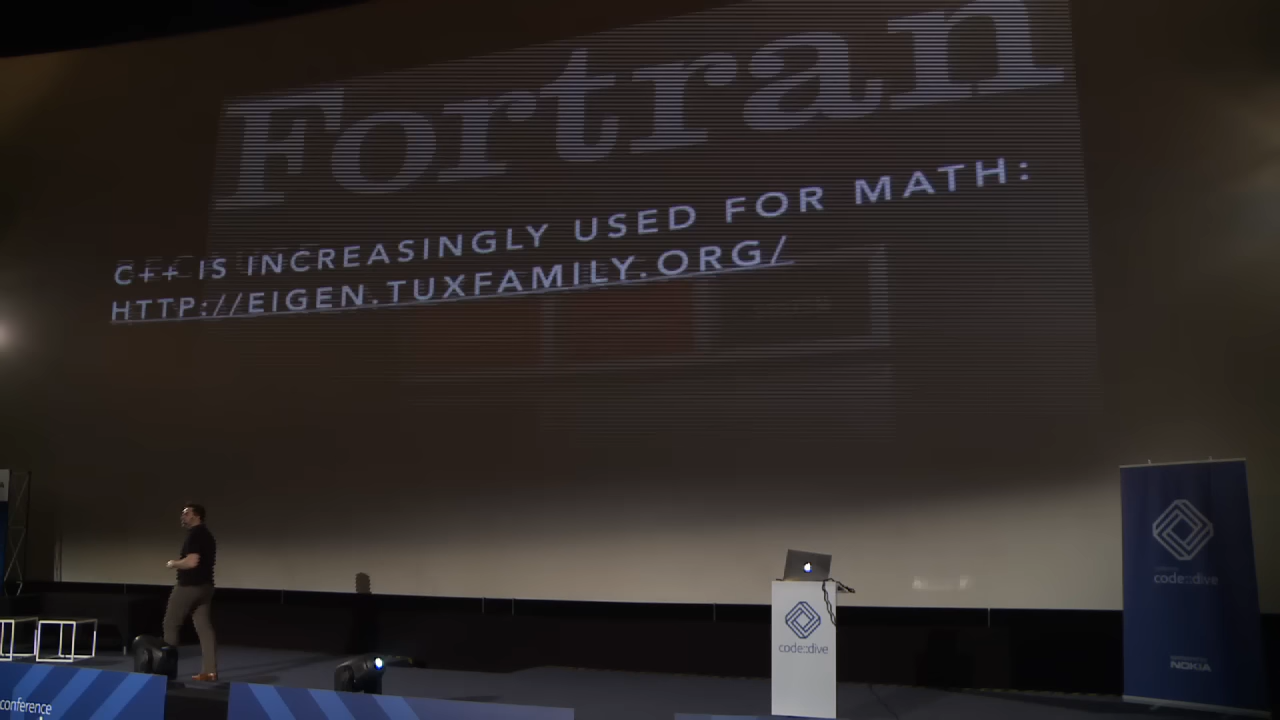 Fortran
C++ IS INCREASINGLY USED FOR MATH:
HTTP://EIGEN.TUXFAMILY.ORG/
code::dive
code::dive
NOKIA
conference